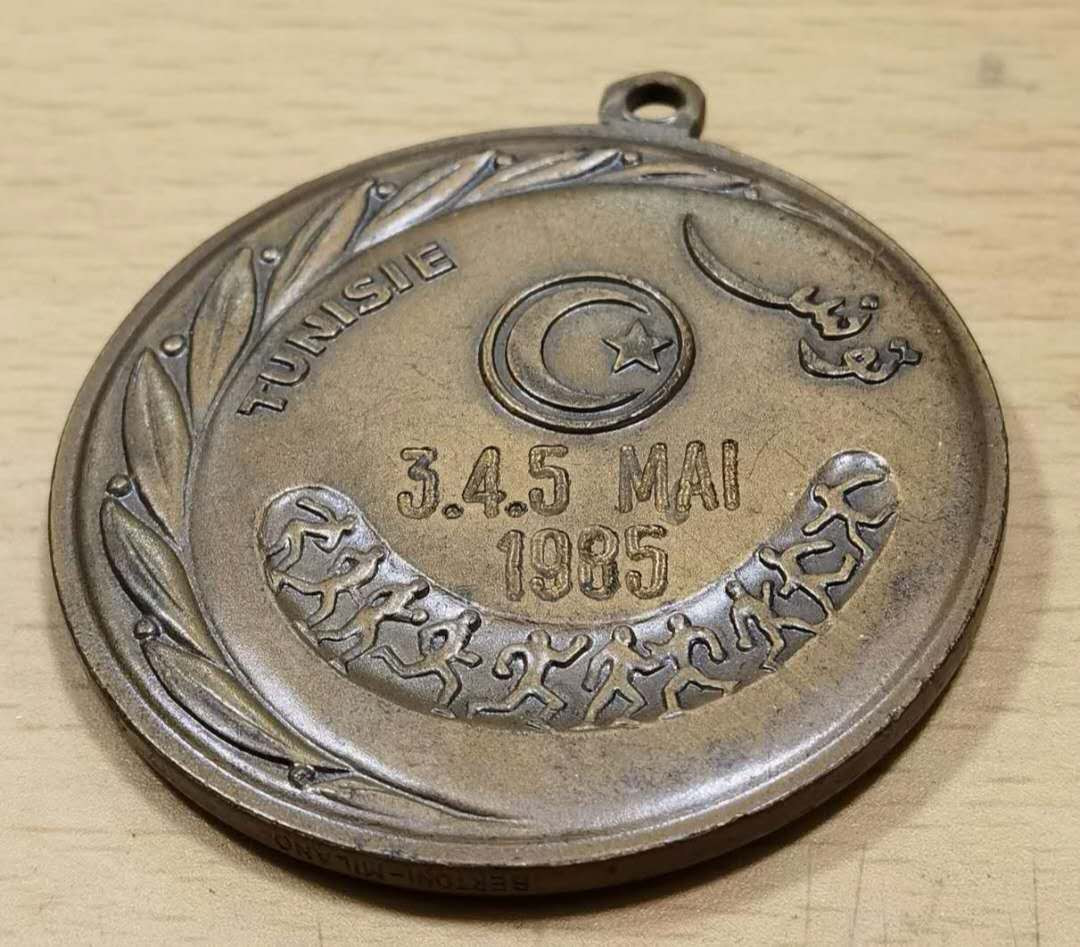 TUNISIE
تونس
3.4.5 MAI
1985
BERTONI-MILANO